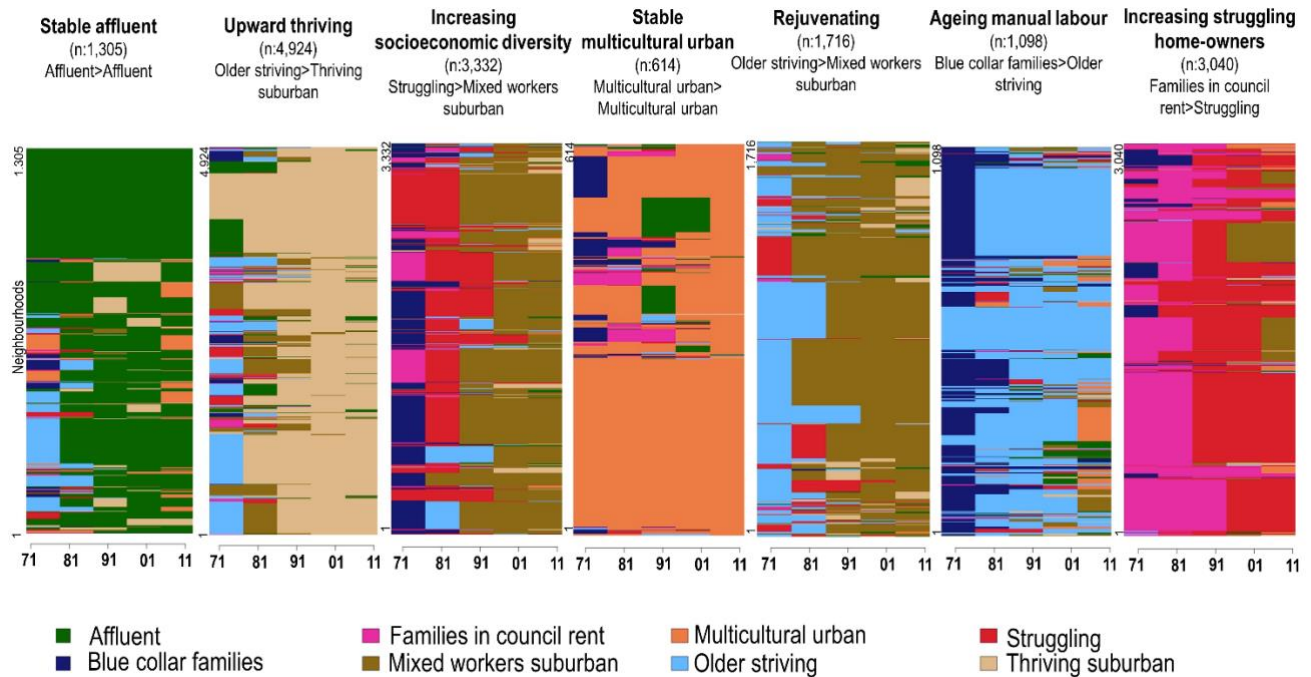 Stable affluent
(n:1,305)
Affluent>Affluent
Upward thriving
(n:4,924)
Older striving>Thriving
suburban
Increasing
socioeconomic diversity
(n:3,332)
Struggling>Mixed workers
suburban
Stable
multicultural urban
(n:614)
Multicultural urban>
Multicultural urban
Rejuvenating
(n:1,716)
Older striving>Mixed workers
suburban
Ageing manual labour
(n:1,098)
Blue collar families>Older
striving
Increasing struggling
home-owners
(n:3,040)
Families in council
rent>Struggling
Neighbourhoods
1.305
1
4,924
1
3,332
1
614
1
1,716
1
1,098
1
3,040
1
71 81 91 01 11
71 81 91 01 11
71 81 91 01 11
71 81 91 01 11
71 81 91 01 11
71 81 91 01 11
71 81 91 01 11
Affluent
Families in council rent
Multicultural urban
Struggling
Blue collar families
Mixed workers suburban
Older striving
Thriving suburban